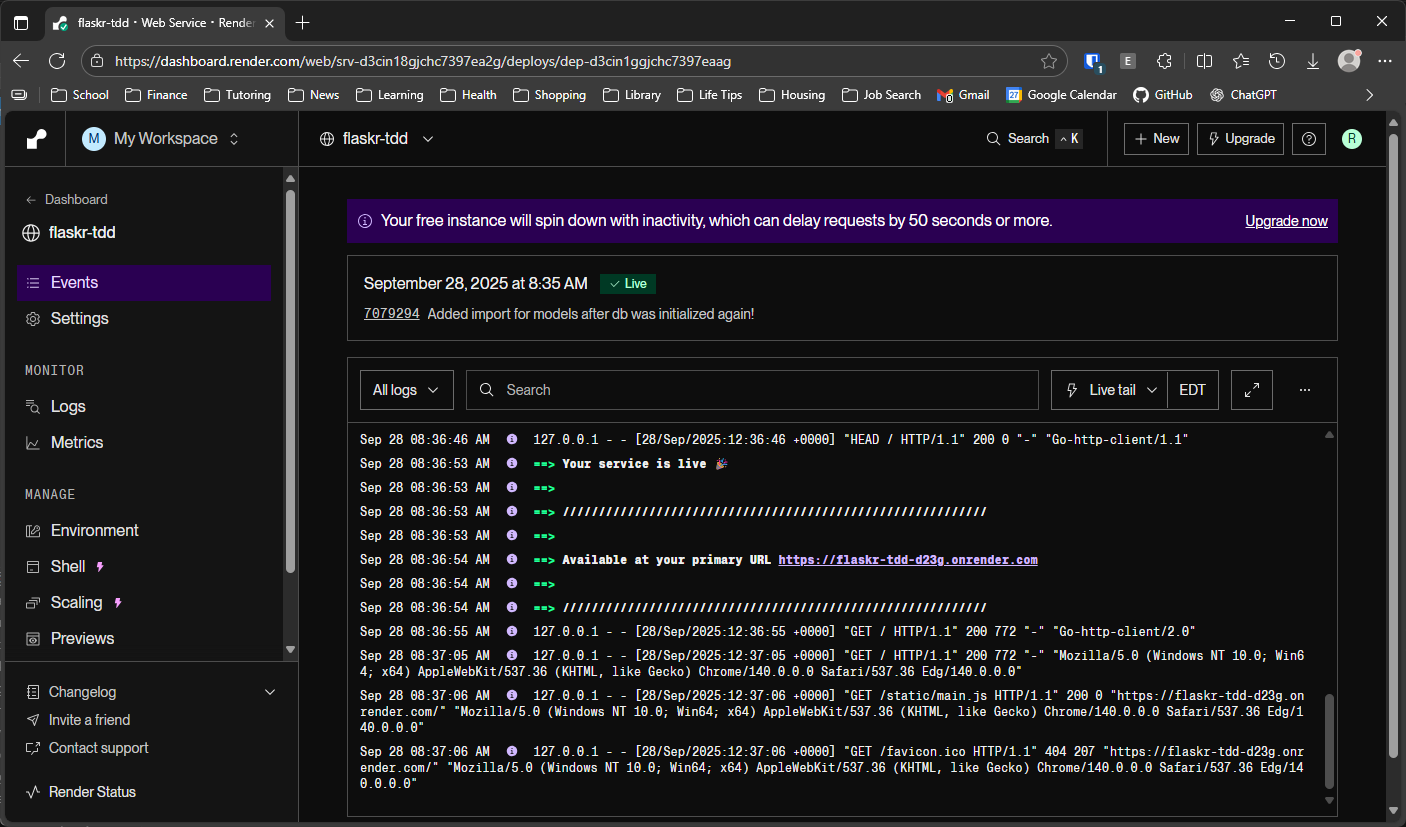 flaskr-tdd · Web Service · Render
https://dashboard.render.com/web/srv-d3cin18gjchc7397ea2g/deploys/dep-d3cin1ggjchc7397eaag
1
E
School Finance Tutoring News Learning Health Shopping Library Life Tips Housing Job Search Gmail 27 Google Calendar GitHub ChatGPT
M My Workspace
flaskr-tdd
Search ^ K
+ New
Upgrade
R
← Dashboard
flaskr-tdd
Events
Settings
MONITOR
Logs
Metrics
MANAGE
Environment
Shell
Scaling
Previews
Changelog
Invite a friend
Contact support
Render Status
Your free instance will spin down with inactivity, which can delay requests by 50 seconds or more. Upgrade now
September 28, 2025 at 8:35 AM ✓ Live
7079294 Added import for models after db was initialized again!
All logs Search Live tail EDT ...
Sep 28 08:36:46 AM 127.0.0.1 - - [28/Sep/2025:12:36:46 +0000] "HEAD / HTTP/1.1" 200 0 "-" "Go-http-client/1.1"
Sep 28 08:36:53 AM ==> Your service is live 🎉
Sep 28 08:36:53 AM ==>
Sep 28 08:36:53 AM ==> ///////////////////////////////////////////////////////////
Sep 28 08:36:53 AM ==>
Sep 28 08:36:54 AM ==> Available at your primary URL https://flaskr-tdd-d23g.onrender.com
Sep 28 08:36:54 AM ==>
Sep 28 08:36:54 AM ==> ///////////////////////////////////////////////////////////
Sep 28 08:36:55 AM 127.0.0.1 - - [28/Sep/2025:12:36:55 +0000] "GET / HTTP/1.1" 200 772 "-" "Go-http-client/2.0"
Sep 28 08:37:05 AM 127.0.0.1 - - [28/Sep/2025:12:37:05 +0000] "GET / HTTP/1.1" 200 772 "-" "Mozilla/5.0 (Windows NT 10.0; Win6
4; x64) AppleWebKit/537.36 (KHTML, like Gecko) Chrome/140.0.0.0 Safari/537.36 Edg/140.0.0.0"
Sep 28 08:37:06 AM 127.0.0.1 - - [28/Sep/2025:12:37:06 +0000] "GET /static/main.js HTTP/1.1" 200 0 "https://flaskr-tdd-d23g.on
render.com/" "Mozilla/5.0 (Windows NT 10.0; Win64; x64) AppleWebKit/537.36 (KHTML, like Gecko) Chrome/140.0.0.0 Safari/537.36 Edg/1
40.0.0.0"
Sep 28 08:37:06 AM 127.0.0.1 - - [28/Sep/2025:12:37:06 +0000] "GET /favicon.ico HTTP/1.1" 404 207 "https://flaskr-tdd-d23g.onr
ender.com/" "Mozilla/5.0 (Windows NT 10.0; Win64; x64) AppleWebKit/537.36 (KHTML, like Gecko) Chrome/140.0.0.0 Safari/537.36 Edg/14
0.0.0.0"